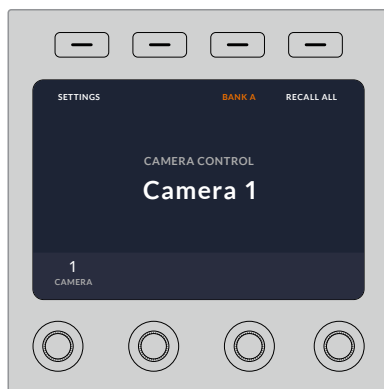 SETTINGS BANK A RECALL ALL
CAMERA CONTROL
Camera 1
1
CAMERA